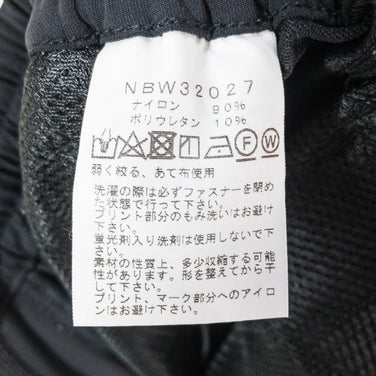 NBW32027
ナイロン 90%
ポリウレタン 10%
F W
弱く絞る、あて布使用
洗濯の際は必ずファスナーを閉め
た状態で行って下さい。
プリント部分のもみ洗いはお避け
下さい。
蛍光剤入り洗剤は使用しないで下
さい。
素材の性質上、多少収縮する可能
性があります。形を整えてから干
して下さい。
プリント、マーク部分へのアイロ
ンはお避け下さい。